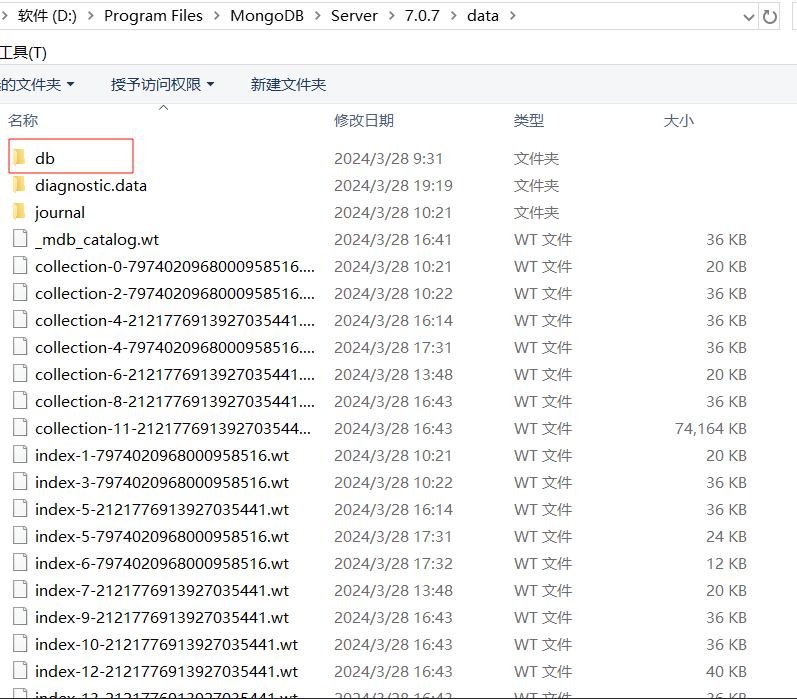 软件 (D:) > Program Files > MongoDB > Server > 7.0.7 > data >
工具(T)
的文件夹 授予访问权限 新建文件夹
名称 修改日期 类型 大小
db 2024/3/28 9:31 文件夹
diagnostic.data 2024/3/28 19:19 文件夹
journal 2024/3/28 10:21 文件夹
_mdb_catalog.wt 2024/3/28 16:41 WT 文件 36 KB
collection-0-7974020968000958516.... 2024/3/28 10:21 WT 文件 20 KB
collection-2-7974020968000958516.... 2024/3/28 10:22 WT 文件 36 KB
collection-4-2121776913927035441.... 2024/3/28 16:14 WT 文件 36 KB
collection-4-7974020968000958516.... 2024/3/28 17:31 WT 文件 36 KB
collection-6-2121776913927035441.... 2024/3/28 13:48 WT 文件 20 KB
collection-8-2121776913927035441.... 2024/3/28 16:43 WT 文件 36 KB
collection-11-212177691392703544... 2024/3/28 16:43 WT 文件 74,164 KB
index-1-7974020968000958516.wt 2024/3/28 10:21 WT 文件 20 KB
index-3-7974020968000958516.wt 2024/3/28 10:22 WT 文件 36 KB
index-5-2121776913927035441.wt 2024/3/28 16:14 WT 文件 36 KB
index-5-7974020968000958516.wt 2024/3/28 17:31 WT 文件 24 KB
index-6-7974020968000958516.wt 2024/3/28 17:32 WT 文件 12 KB
index-7-2121776913927035441.wt 2024/3/28 13:48 WT 文件 20 KB
index-9-2121776913927035441.wt 2024/3/28 16:43 WT 文件 36 KB
index-10-2121776913927035441.wt 2024/3/28 16:43 WT 文件 36 KB
index-12-2121776913927035441.wt 2024/3/28 16:43 WT 文件 40 KB
index-13-2121776913927035441.wt 2024/3/28 16:43 WT 文件 36 KB